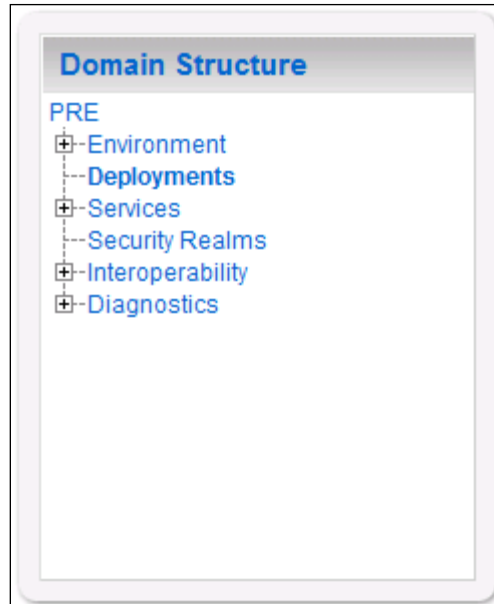 Domain Structure
PRE
Environment
Deployments
Services
Security Realms
Interoperability
Diagnostics